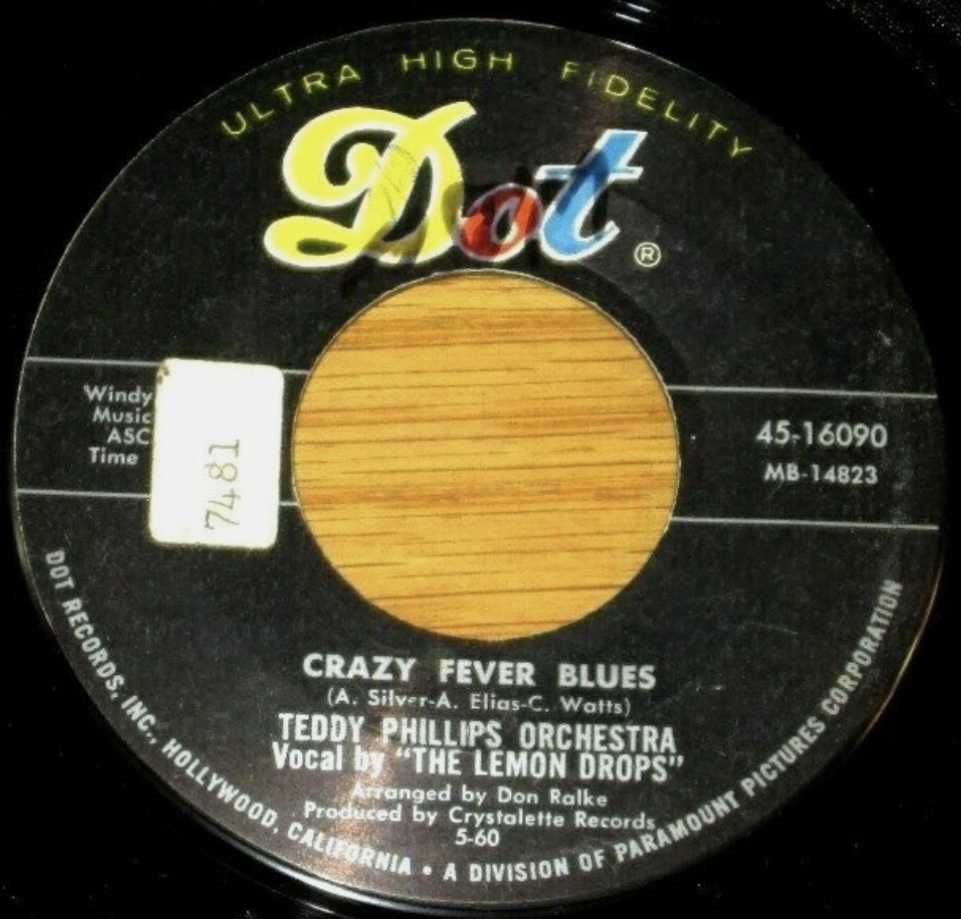 ULTRA HIGH FIDELITY
Dot ®
Windy
Music
ASC
Time
7481
45-16090
MB-14823
CRAZY FEVER BLUES
(A. Silver-A. Elias-C. Watts)
TEDDY PHILLIPS ORCHESTRA
Vocal by "THE LEMON DROPS"
Arranged by Don Ralke
Produced by Crystalette Records
5-60
DOT RECORDS, INC., HOLLYWOOD, CALIFORNIA • A DIVISION OF PARAMOUNT PICTURES CORPORATION